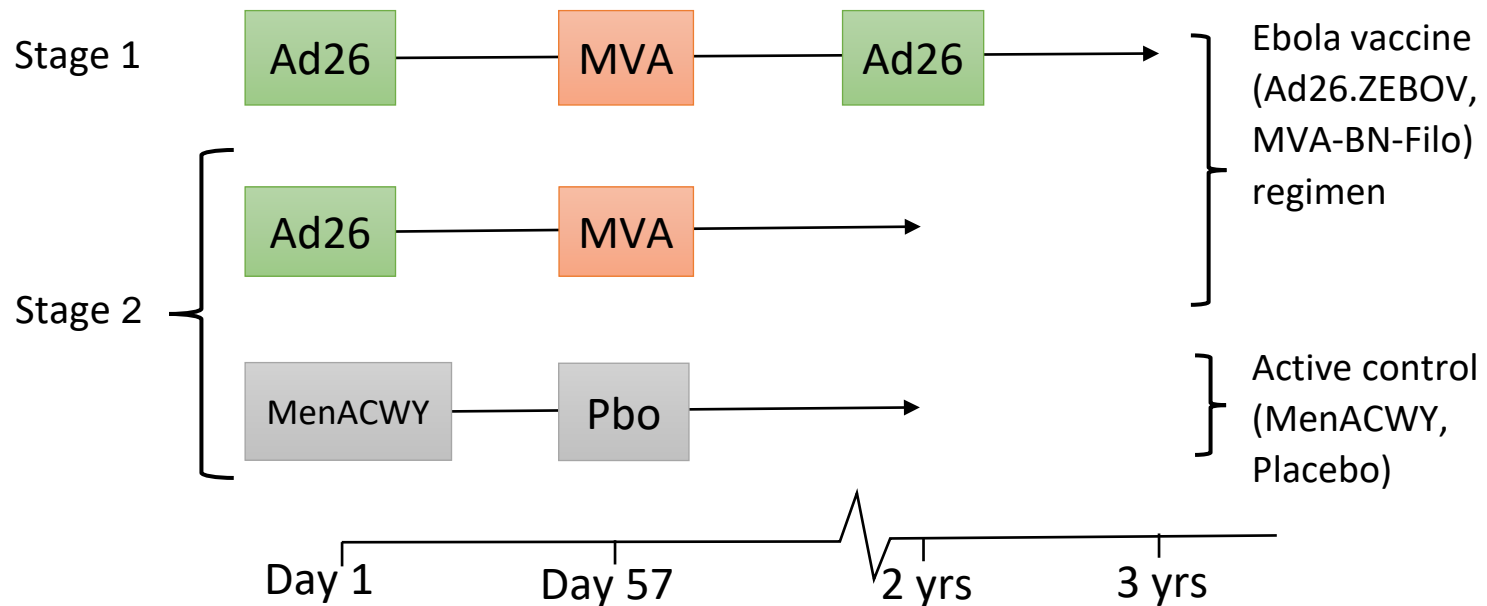 Stage 1
Ad26
MVA
Ad26
Ebola vaccine
(Ad26.ZEBOV,
MVA-BN-Filo)
regimen
Stage 2
Ad26
MVA
MenACWY
Pbo
Active control
(MenACWY,
Placebo)
Day 1
Day 57
2 yrs
3 yrs